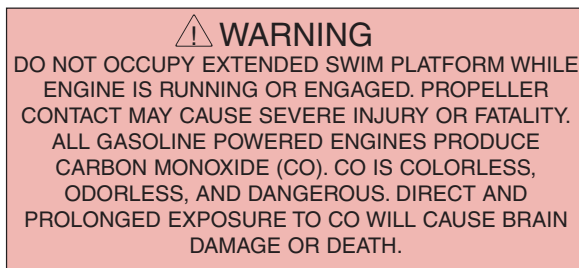 WARNING
DO NOT OCCUPY EXTENDED SWIM PLATFORM WHILE
ENGINE IS RUNNING OR ENGAGED. PROPELLER
CONTACT MAY CAUSE SEVERE INJURY OR FATALITY.
ALL GASOLINE POWERED ENGINES PRODUCE
CARBON MONOXIDE (CO). CO IS COLORLESS,
ODORLESS, AND DANGEROUS. DIRECT AND
PROLONGED EXPOSURE TO CO WILL CAUSE BRAIN
DAMAGE OR DEATH.